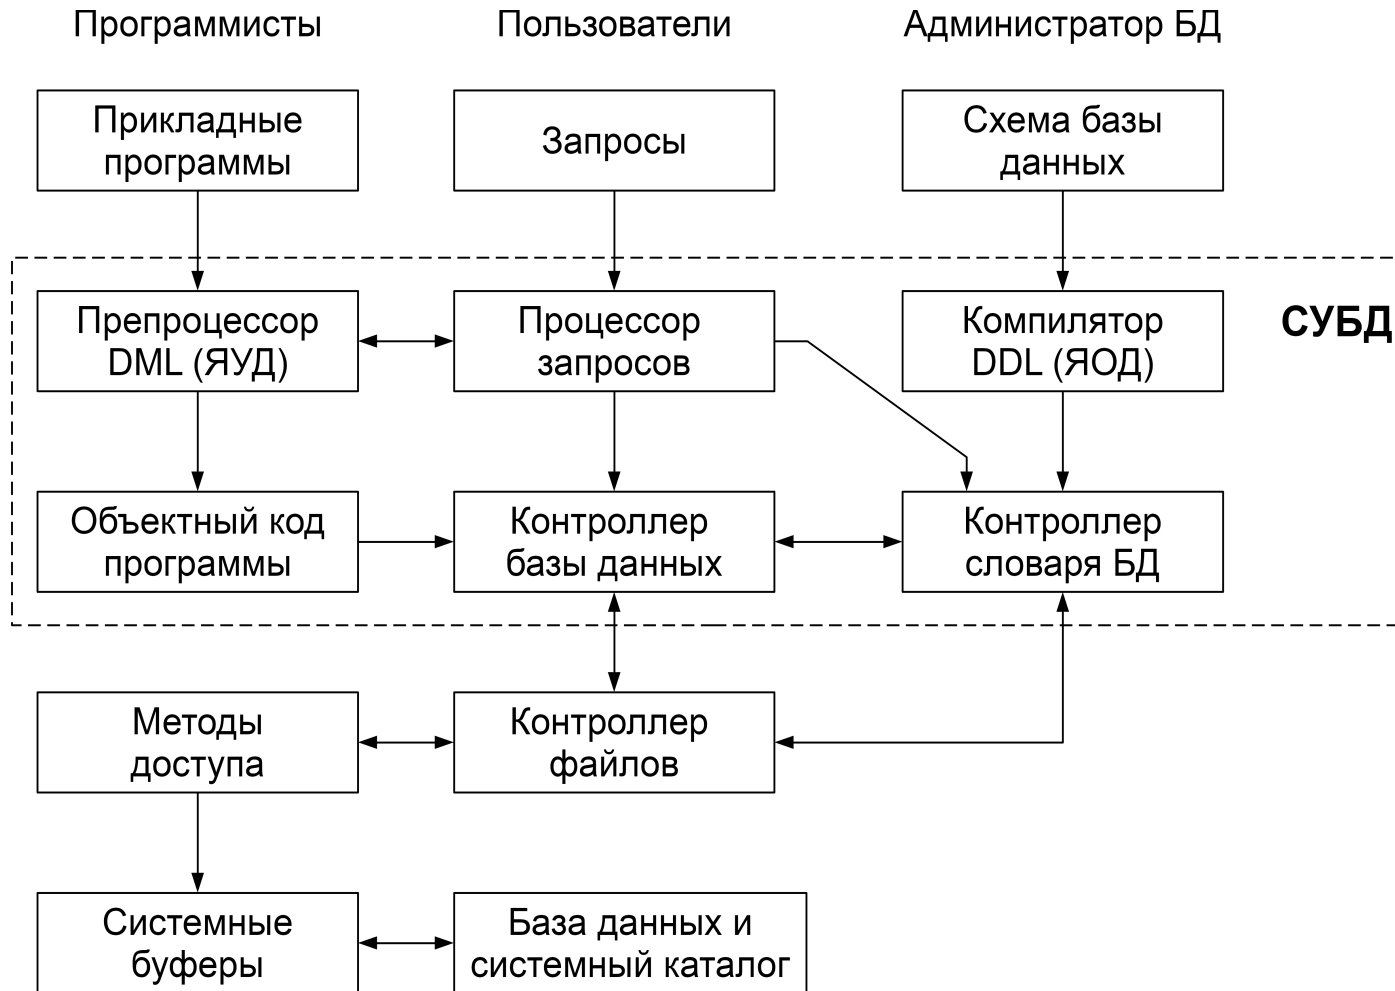 Программисты
Пользователи
Администратор БД
Прикладные
программы
Запросы
Схема базы
данных
Препроцессор
DML (ЯУД)
Процессор
запросов
Компилятор
DDL (ЯОД)
СУБД
Объектный код
программы
Контроллер
базы данных
Контроллер
словаря БД
Методы
доступа
Контроллер
файлов
Системные
буферы
База данных и
системный каталог